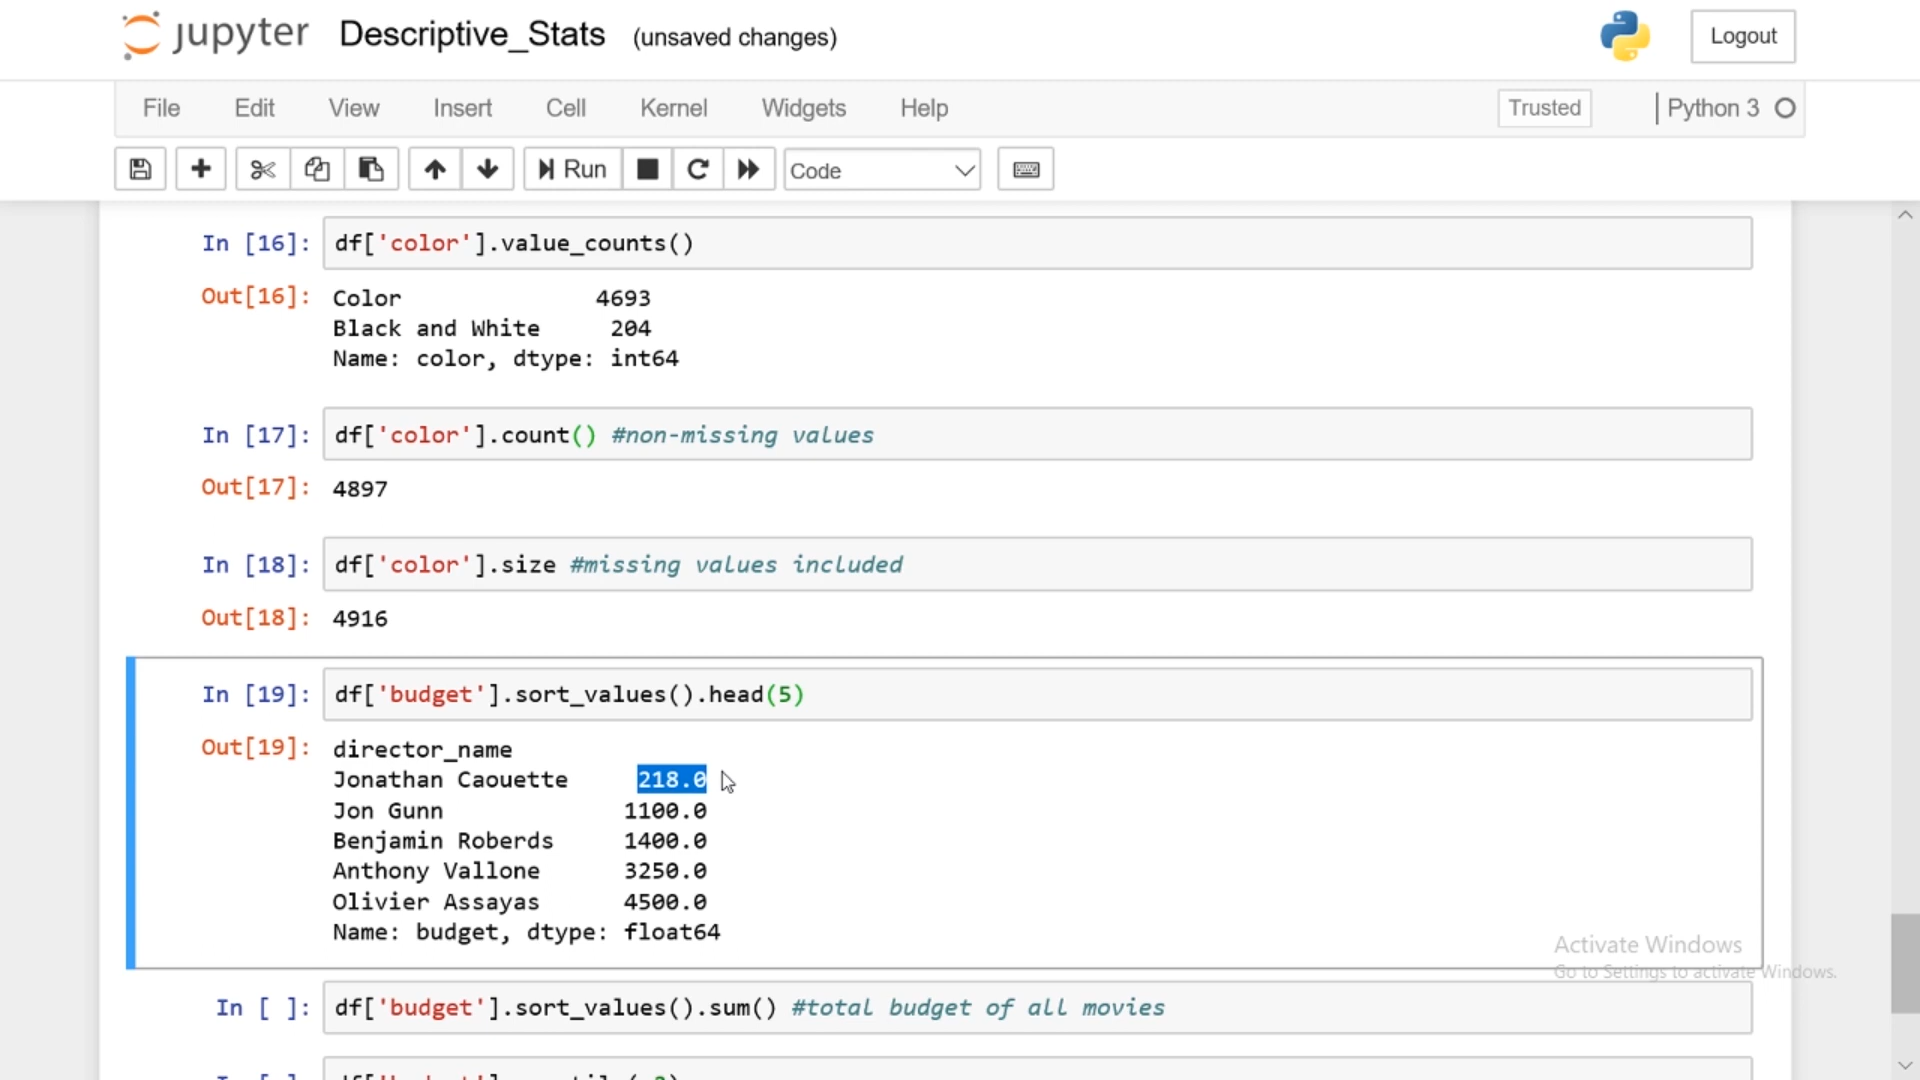 jupyter Descriptive_Stats (unsaved changes) Logout
File Edit View Insert Cell Kernel Widgets Help Trusted Python 3
Run Code
In [16]: df['color'].value_counts()
Out[16]: Color 4693
Black and White 204
Name: color, dtype: int64
In [17]: df['color'].count() #non-missing values
Out[17]: 4897
In [18]: df['color'].size #missing values included
Out[18]: 4916
In [19]: df['budget'].sort_values().head(5)
Out[19]: director_name
Jonathan Caouette 218.0
Jon Gunn 1100.0
Benjamin Roberds 1400.0
Anthony Vallone 3250.0
Olivier Assayas 4500.0
Name: budget, dtype: float64
Activate Windows
Go to Settings to activate Windows.
In [ ]: df['budget'].sort_values().sum() #total budget of all movies